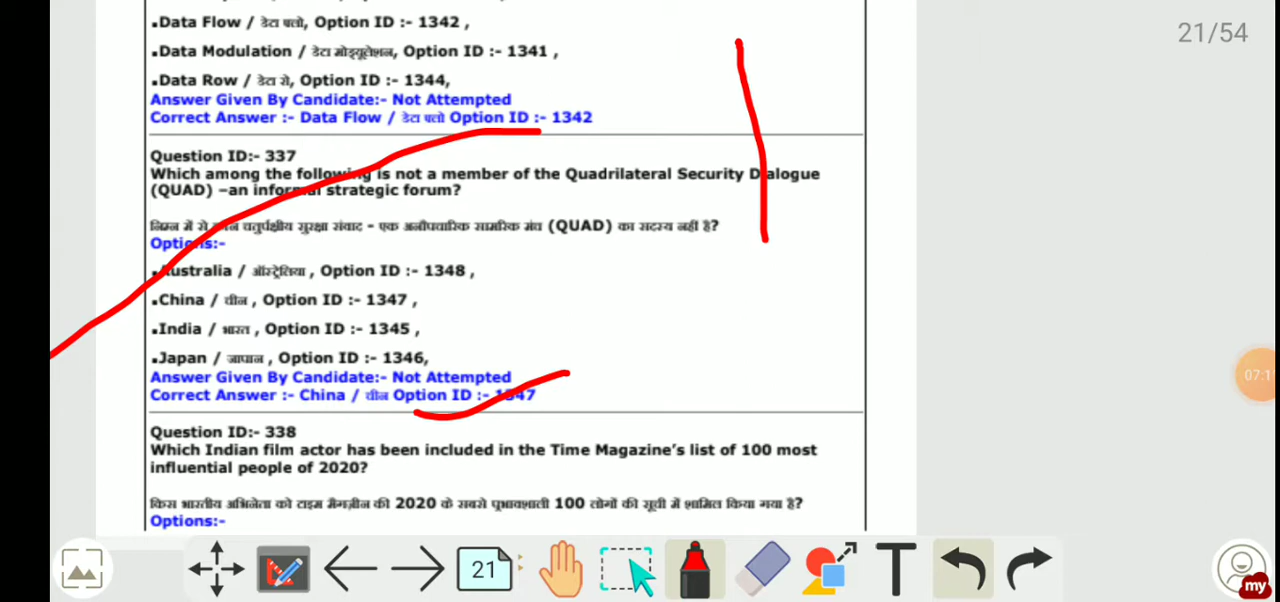 21/54
.Data Flow / डेटा फ्लो, Option ID :- 1342 ,
.Data Modulation / डेटा मोड्यूलेशन, Option ID :- 1341 ,
.Data Row / डेटा रो, Option ID :- 1344,
Answer Given By Candidate:- Not Attempted
Correct Answer :- Data Flow / डेटा फ्लो Option ID :- 1342
Question ID:- 337
Which among the following is not a member of the Quadrilateral Security Dialogue
(QUAD) –an informal strategic forum?
निम्न में से कौन चतुर्पक्षीय सुरक्षा संवाद - एक अनौपचारिक सामरिक मंच (QUAD) का सदस्य नहीं है?
Options:-
.Australia / ऑस्ट्रेलिया , Option ID :- 1348 ,
.China / चीन , Option ID :- 1347 ,
.India / भारत , Option ID :- 1345 ,
.Japan / जापान , Option ID :- 1346,
Answer Given By Candidate:- Not Attempted
Correct Answer :- China / चीन Option ID :- 1347
Question ID:- 338
Which Indian film actor has been included in the Time Magazine's list of 100 most
influential people of 2020?
किस भारतीय अभिनेता को टाइम मैगज़ीन की 2020 के सबसे प्रभावशाली 100 लोगों की सूची में शामिल किया गया है?
Options:-
21
T
my